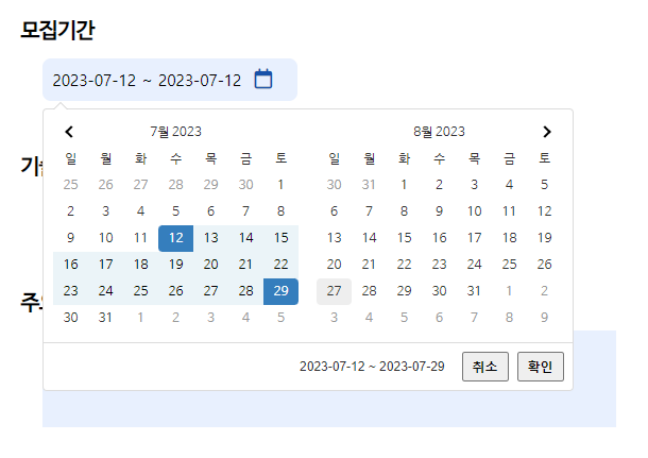 모집기간
2023-07-12 ~ 2023-07-12
7월 2023
일 월 화 수 목 금 토
25 26 27 28 29 30 1
2 3 4 5 6 7 8
9 10 11 12 13 14 15
16 17 18 19 20 21 22
23 24 25 26 27 28 29
30 31 1 2 3 4 5
8월 2023
일 월 화 수 목 금 토
30 31 1 2 3 4 5
6 7 8 9 10 11 12
13 14 15 16 17 18 19
20 21 22 23 24 25 26
27 28 29 30 31 1 2
3 4 5 6 7 8 9
2023-07-12 ~ 2023-07-29 취소 확인